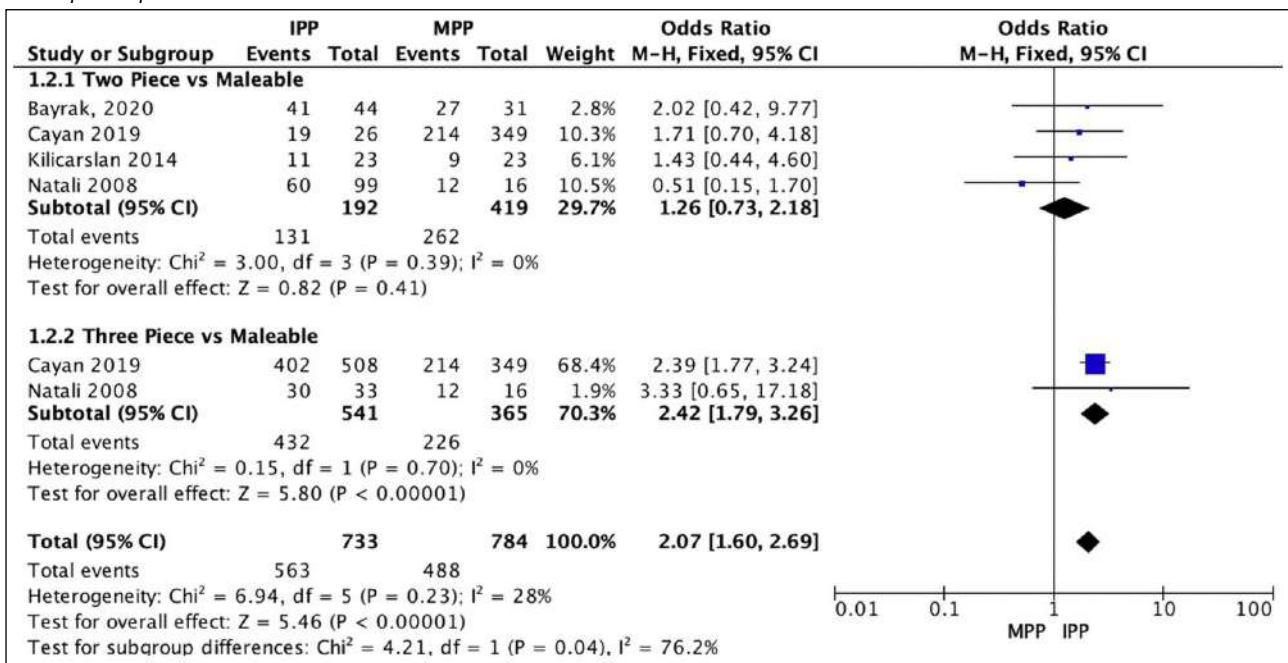 IPP MPP Odds Ratio Odds Ratio
Study or Subgroup Events Total Events Total Weight M-H, Fixed, 95% CI M-H, Fixed, 95% CI
1.2.1 Two Piece vs Maleable
Bayrak, 2020 41 44 27 31 2.8% 2.02 [0.42, 9.77]
Cayan 2019 19 26 214 349 10.3% 1.71 [0.70, 4.18]
Kilicarslan 2014 11 23 9 23 6.1% 1.43 [0.44, 4.60]
Natali 2008 60 99 12 16 10.5% 0.51 [0.15, 1.70]
Subtotal (95% CI) 192 419 29.7% 1.26 [0.73, 2.18]
Total events 131 262
Heterogeneity: Chi² = 3.00, df = 3 (P = 0.39); I² = 0%
Test for overall effect: Z = 0.82 (P = 0.41)
1.2.2 Three Piece vs Maleable
Cayan 2019 402 508 214 349 68.4% 2.39 [1.77, 3.24]
Natali 2008 30 33 12 16 1.9% 3.33 [0.65, 17.18]
Subtotal (95% CI) 541 365 70.3% 2.42 [1.79, 3.26]
Total events 432 226
Heterogeneity: Chi² = 0.15, df = 1 (P = 0.70); I² = 0%
Test for overall effect: Z = 5.80 (P < 0.00001)
Total (95% CI) 733 784 100.0% 2.07 [1.60, 2.69]
Total events 563 488
Heterogeneity: Chi² = 6.94, df = 5 (P = 0.23); I² = 28%
Test for overall effect: Z = 5.46 (P < 0.00001)
Test for subgroup differences: Chi² = 4.21, df = 1 (P = 0.04), I² = 76.2%
0.01 0.1 1 10 100
MPP IPP